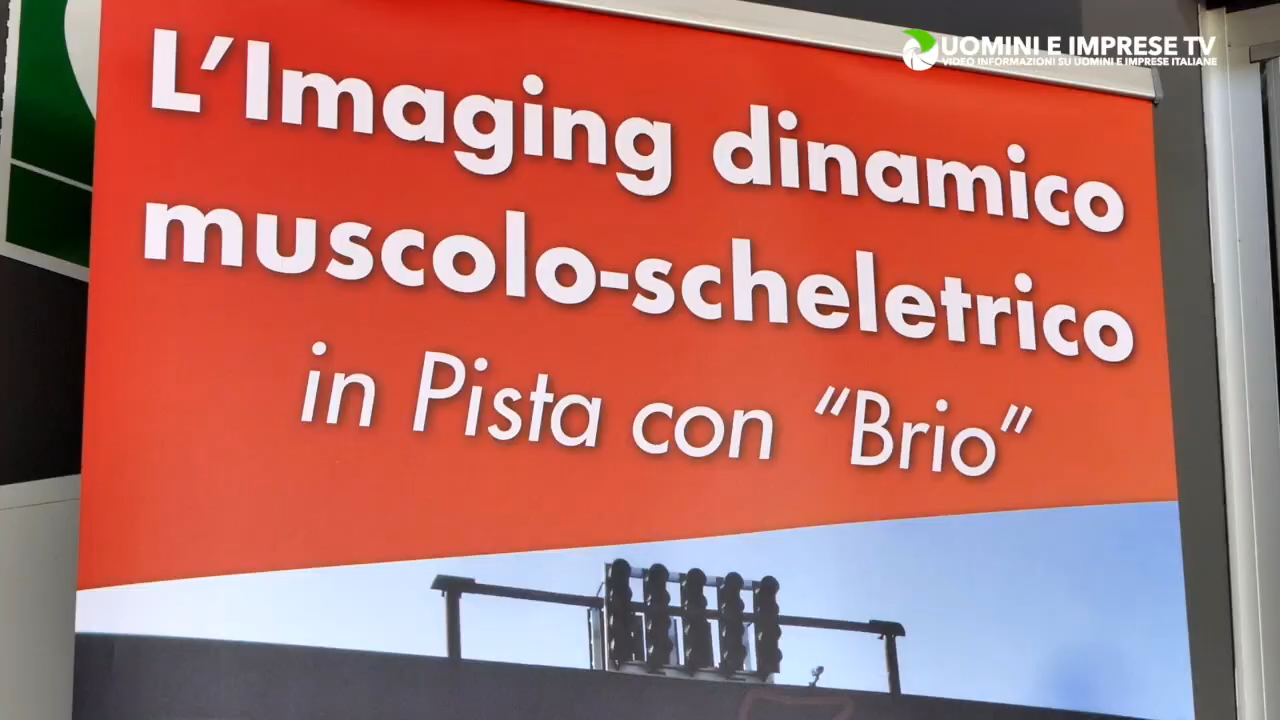 UOMINI E IMPRESE TV
VIDEO INFORMAZIONI SU UOMINI E IMPRESE ITALIANE
L'Imaging dinamico
muscolo-scheletrico
in Pista con “Brio”